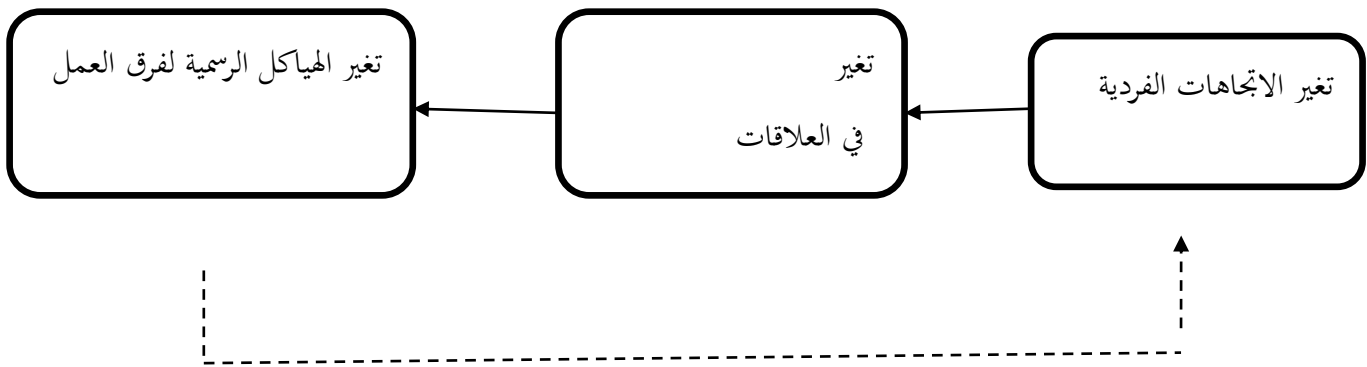 تغير الاتجاهات الفردية
تغير
في العلاقات
تغير الهياكل الرسمية لفرق العمل